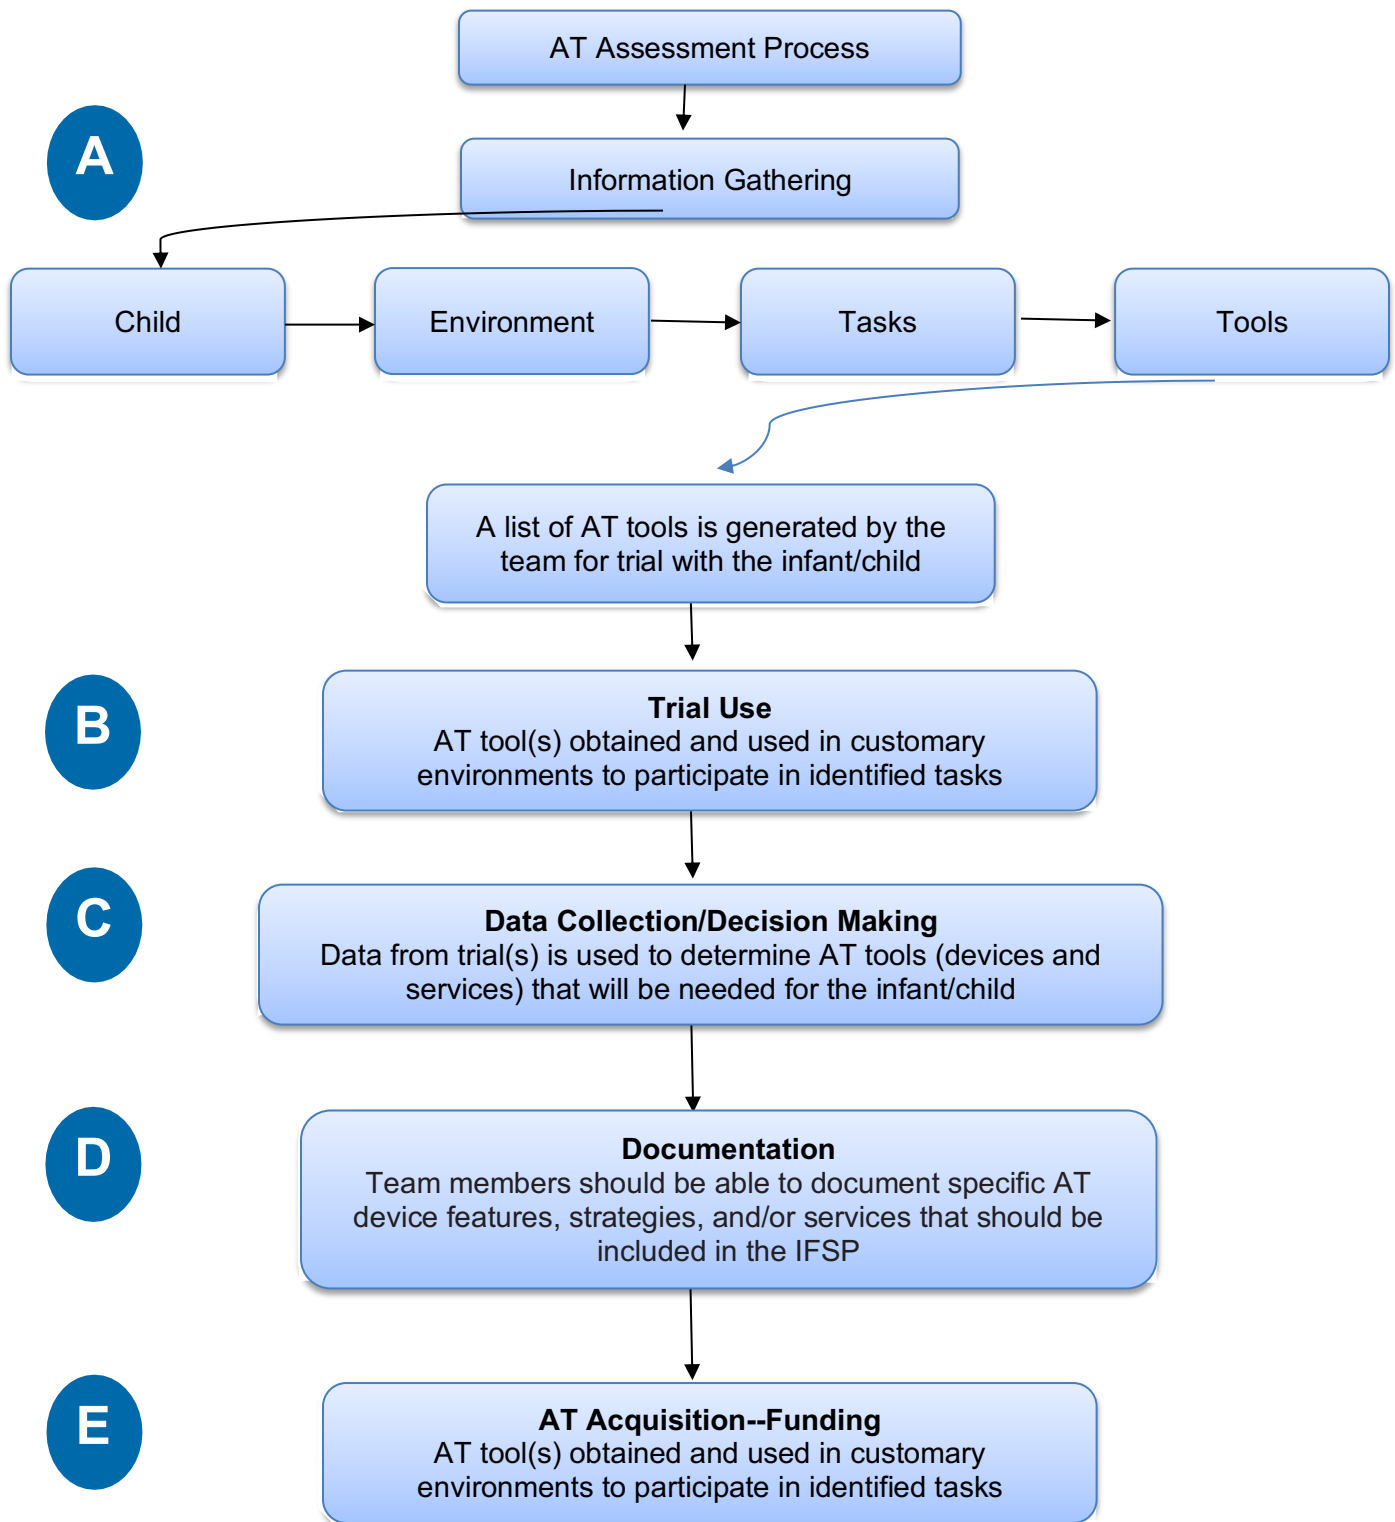 AT Assessment Process
A
Information Gathering
Child
Environment
Tasks
Tools
A list of AT tools is generated by the
team for trial with the infant/child
B
Trial Use
AT tool(s) obtained and used in customary
environments to participate in identified tasks
C
Data Collection/Decision Making
Data from trial(s) is used to determine AT tools (devices and
services) that will be needed for the infant/child
D
Documentation
Team members should be able to document specific AT
device features, strategies, and/or services that should be
included in the IFSP
E
AT Acquisition--Funding
AT tool(s) obtained and used in customary
environments to participate in identified tasks